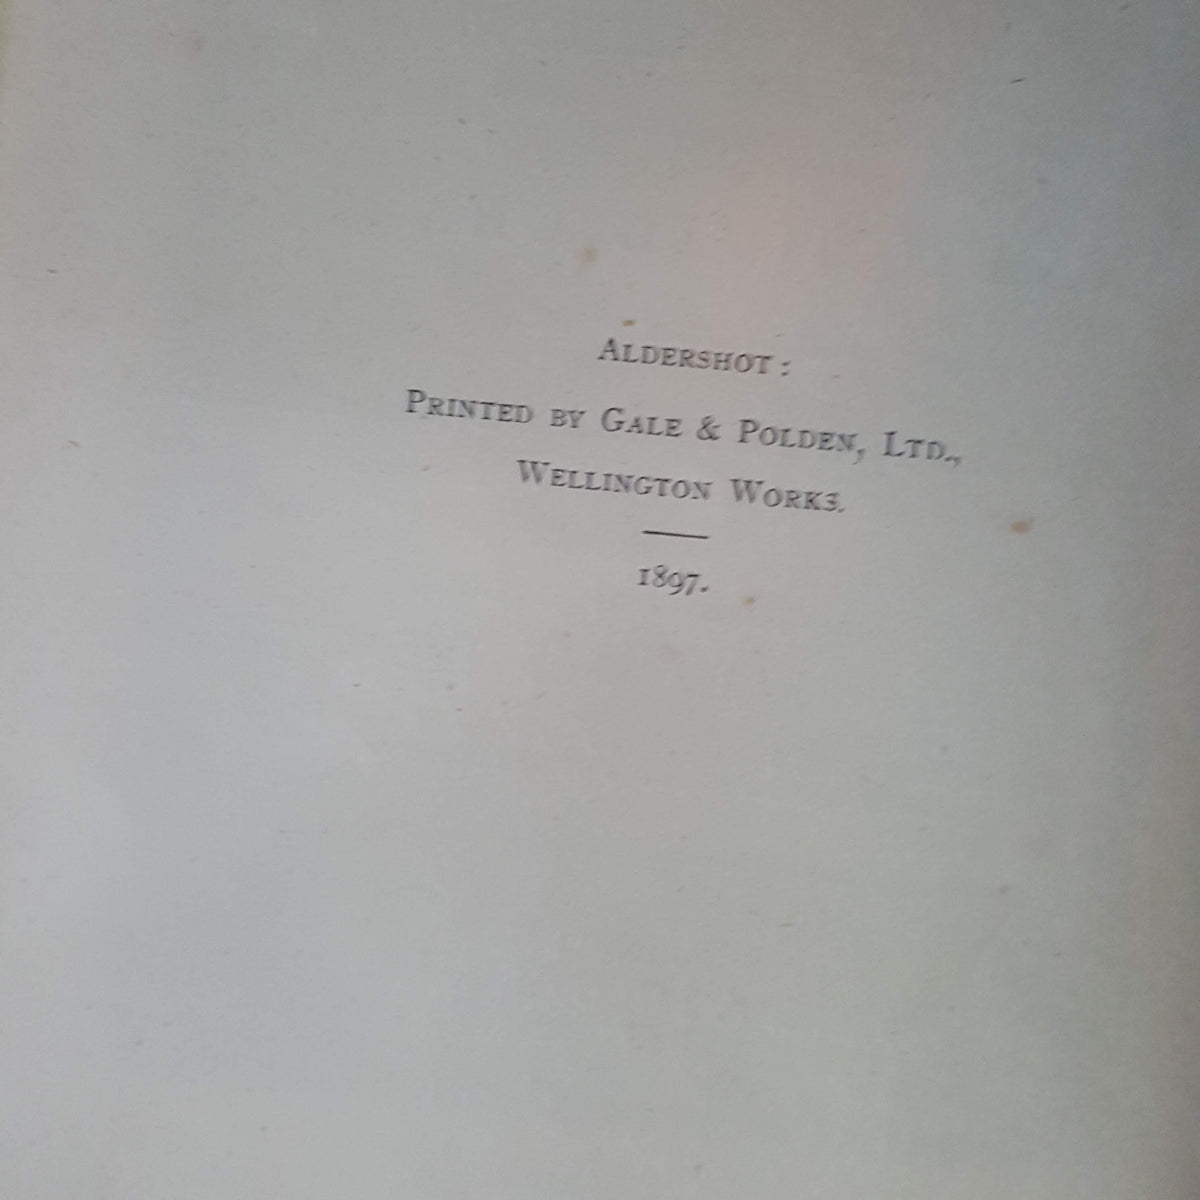 ALDERSHOT:
PRINTED BY GALE & POLDEN, LTD.,
WELLINGTON WORKS.
1897.